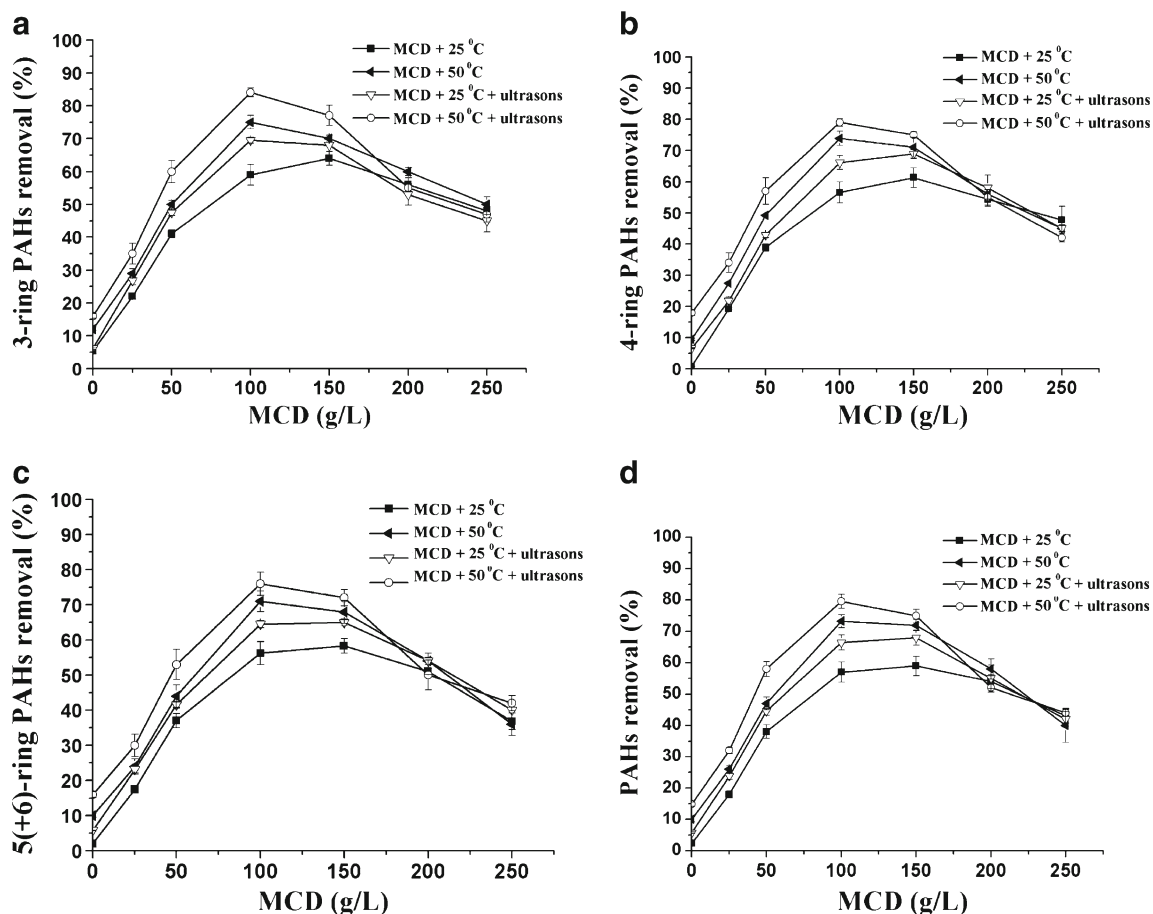 a
3-ring PAHs removal (%)
100
90
80
70
60
50
40
30
20
10
0
MCD + 25 ⁰C
MCD + 50 ⁰C
MCD + 25 ⁰C + ultrasons
MCD + 50 ⁰C + ultrasons
0 50 100 150 200 250
MCD (g/L)
b
4-ring PAHs removal (%)
100
90
80
70
60
50
40
30
20
10
0
MCD + 25 ⁰C
MCD + 50 ⁰C
MCD + 25 ⁰C + ultrasons
MCD + 50 ⁰C + ultrasons
0 50 100 150 200 250
MCD (g/L)
c
5(+6)-ring PAHs removal (%)
100
90
80
70
60
50
40
30
20
10
0
MCD + 25 ⁰C
MCD + 50 ⁰C
MCD + 25 ⁰C + ultrasons
MCD + 50 ⁰C + ultrasons
0 50 100 150 200 250
MCD (g/L)
d
PAHs removal (%)
100
90
80
70
60
50
40
30
20
10
0
MCD + 25 ⁰C
MCD + 50 ⁰C
MCD + 25 ⁰C + ultrasons
MCD + 50 ⁰C + ultrasons
0 50 100 150 200 250
MCD (g/L)